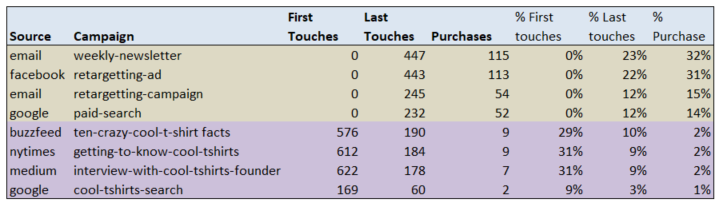 First Last % First % Last %
Source Campaign Touches Touches Purchases touches touches Purchase
email weekly-newsletter 0 447 115 0% 23% 32%
facebook retargetting-ad 0 443 113 0% 22% 31%
email retargetting-campaign 0 245 54 0% 12% 15%
google paid-search 0 232 52 0% 12% 14%
buzzfeed ten-crazy-cool-t-shirt facts 576 190 9 29% 10% 2%
nytimes getting-to-know-cool-tshirts 612 184 9 31% 9% 2%
medium interview-with-cool-tshirts-founder 622 178 7 31% 9% 2%
google cool-tshirts-search 169 60 2 9% 3% 1%